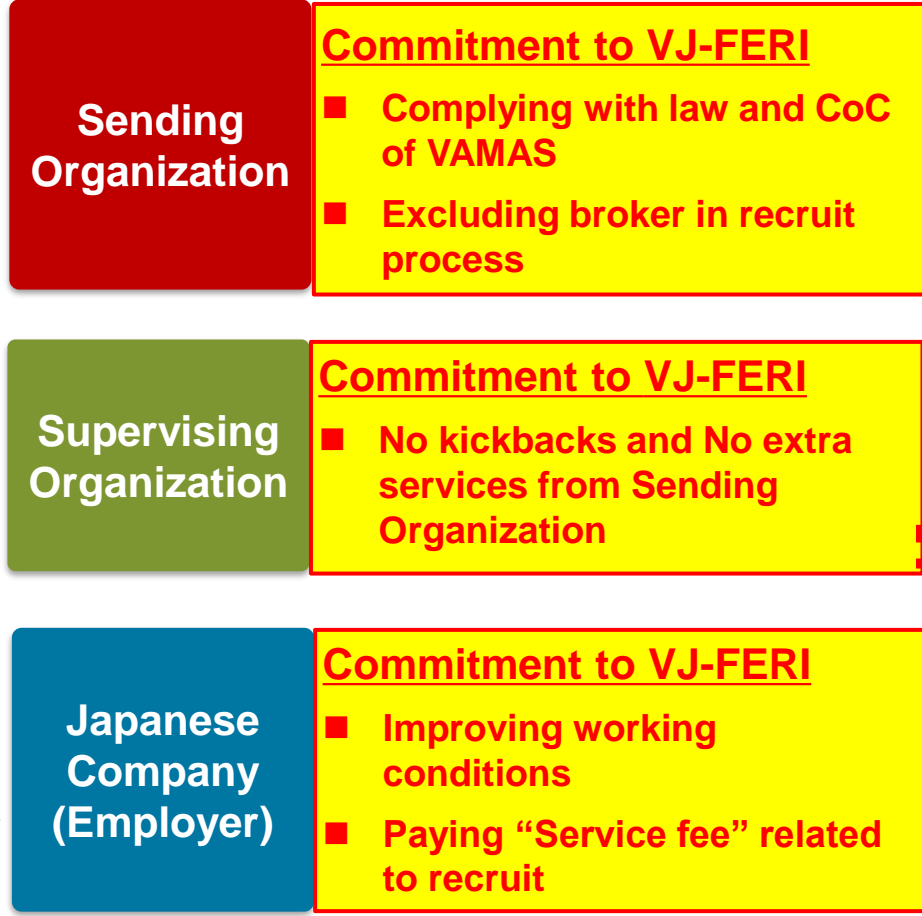 Sending
Organization
Commitment to VJ-FERI
■ Complying with law and CoC
of VAMAS
■ Excluding broker in recruit
process
Supervising
Organization
Commitment to VJ-FERI
■ No kickbacks and No extra
services from Sending
Organization
Japanese
Company
(Employer)
Commitment to VJ-FERI
■ Improving working
conditions
■ Paying “Service fee” related
to recruit